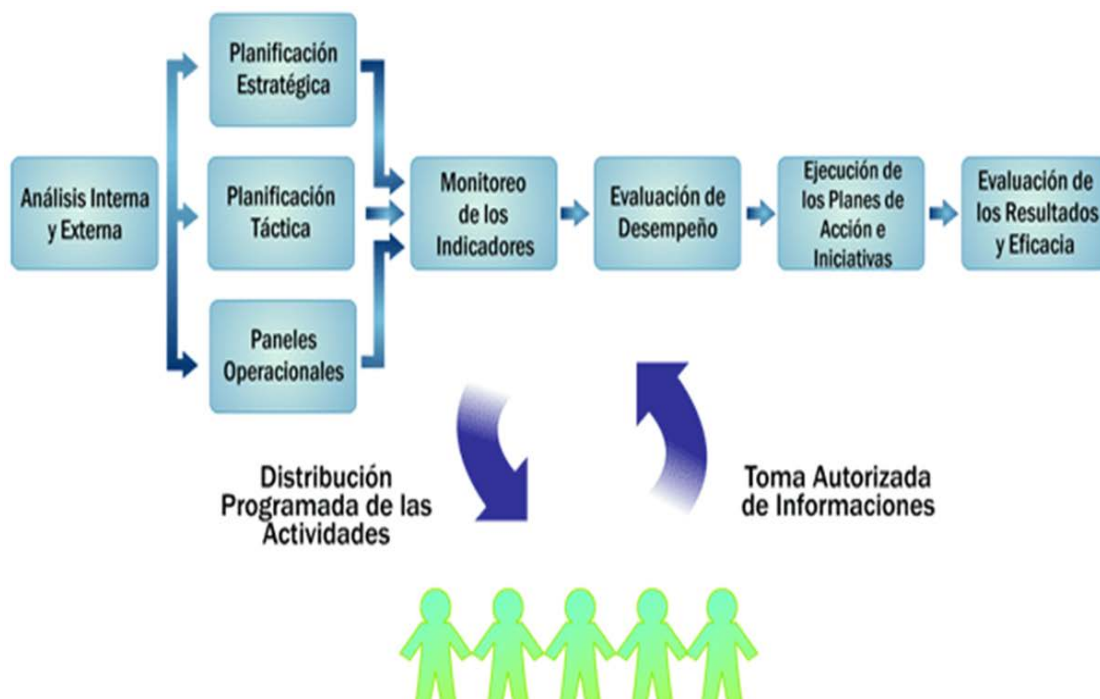 Planificación
Estratégica
Análisis Interna
y Externa
Planificación
Táctica
Paneles
Operacionales
Monitoreo
de los
Indicadores
Evaluación de
Desempeño
Ejecución de
los Planes de
Acción e
Iniciativas
Evaluación de
los Resultados
y Eficacia
Distribución
Programada de las
Actividades
Toma Autorizada
de Informaciones